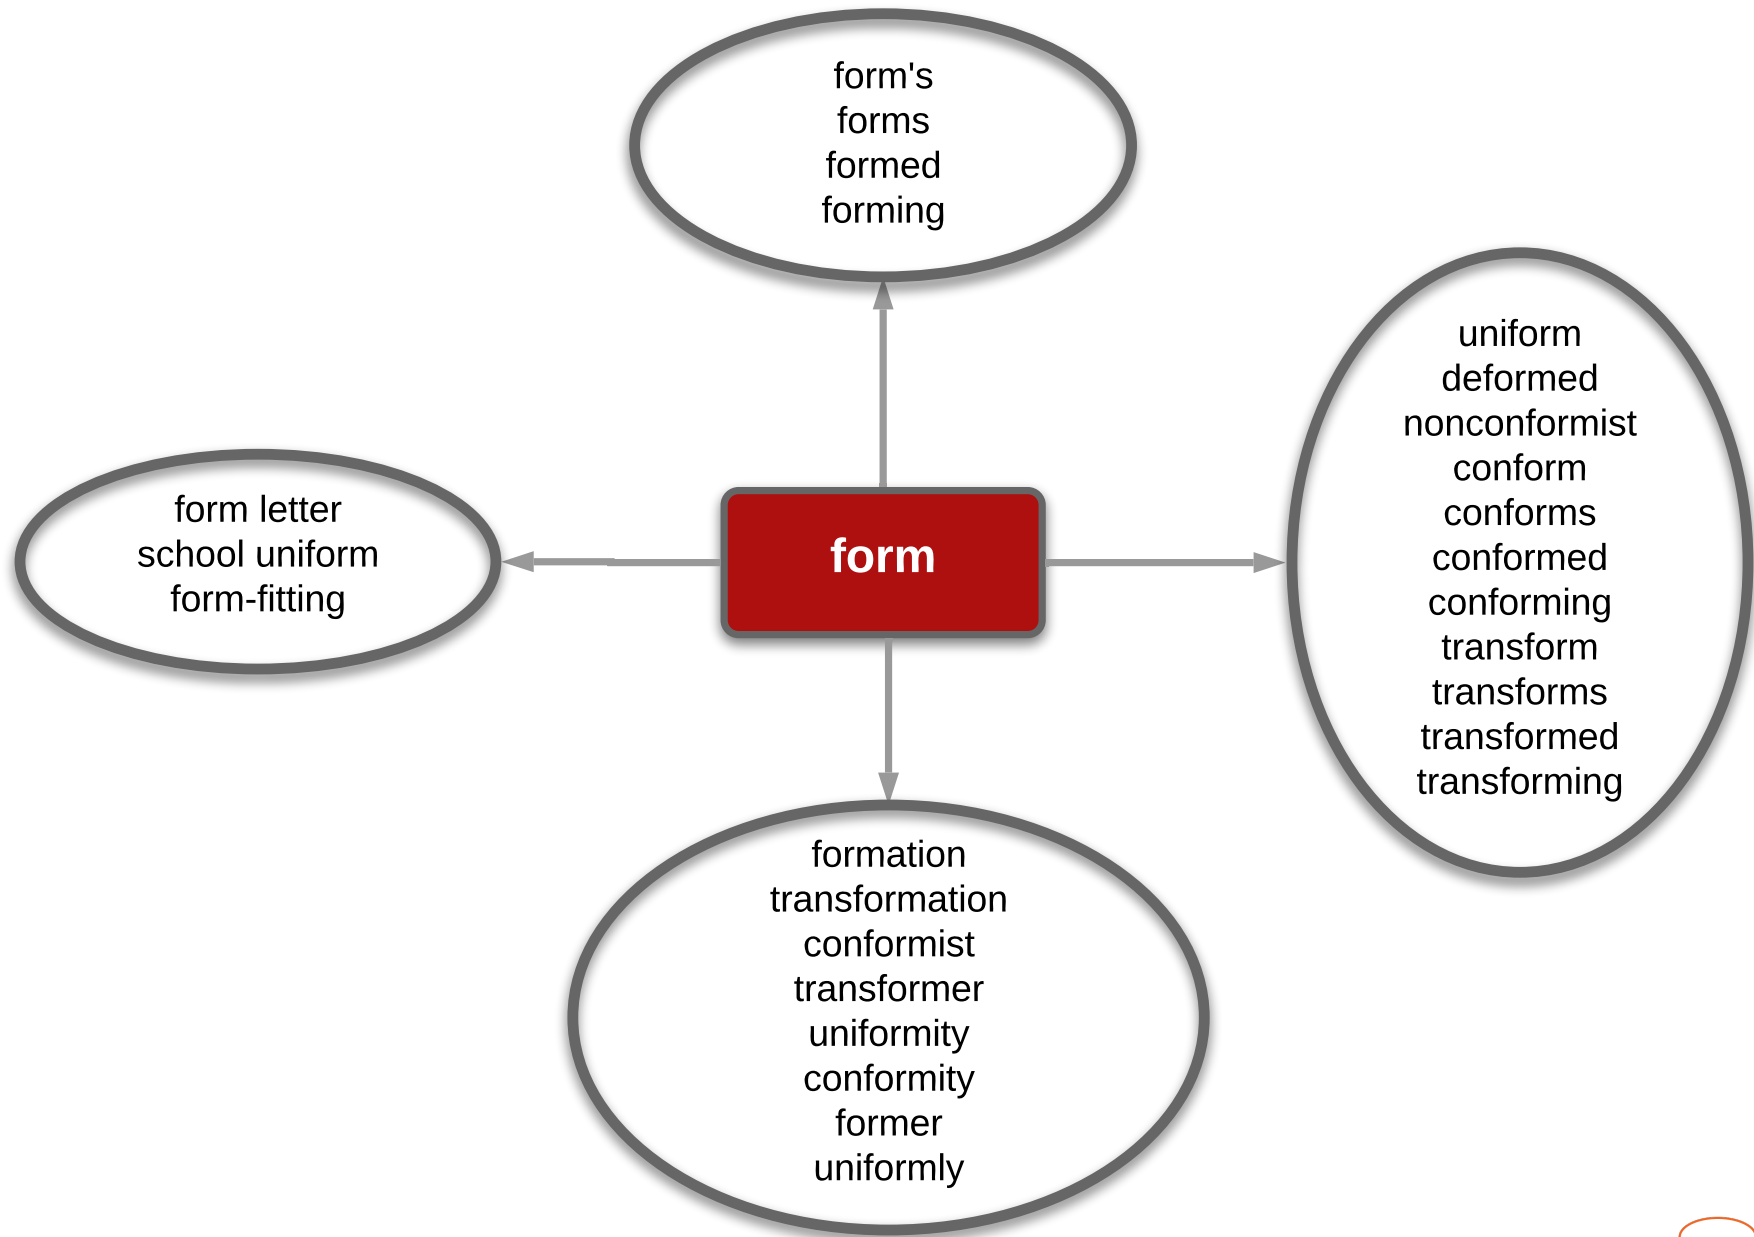 form's
forms
formed
forming
form letter
school uniform
form-fitting
form
uniform
deformed
nonconformist
conform
conforms
conformed
conforming
transform
transforms
transformed
transforming
formation
transformation
conformist
transformer
uniformity
conformity
former
uniformly